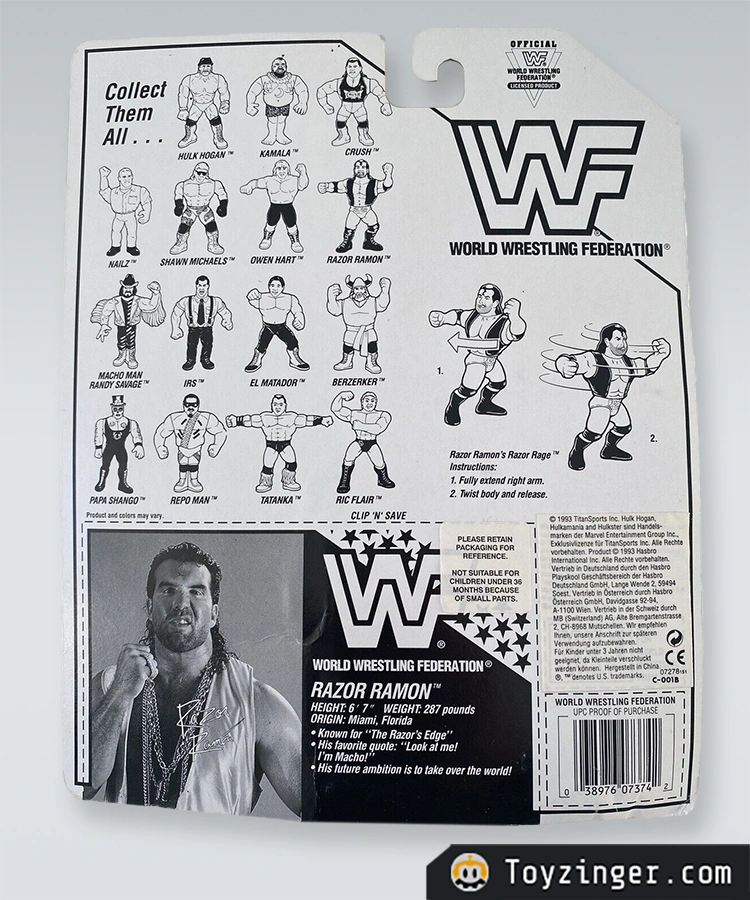 Collect
Them
All . . .
HULK HOGAN™
KAMALA™
CRUSH™
NAILZ™
SHAWN MICHAELS™
OWEN HART™
RAZOR RAMON™
MACHO MAN
RANDY SAVAGE™
IRS™
EL MATADOR™
BERZERKER™
PAPA SHANGO™
REPO MAN™
TATANKA™
RIC FLAIR™
Product and colors may vary.
CLIP 'N' SAVE
OFFICIAL
WF
WORLD WRESTLING
FEDERATION®
LICENSED PRODUCT
WF
WORLD WRESTLING FEDERATION®
1.
2.
Razor Ramon's Razor Rage™
Instructions:
1. Fully extend right arm.
2. Twist body and release.
Razor
Ramon
WF
WORLD WRESTLING FEDERATION®
RAZOR RAMON™
HEIGHT: 6' 7" WEIGHT: 287 pounds
ORIGIN: Miami, Florida
• Known for "The Razor's Edge"
• His favorite quote: "Look at me!
I'm Macho!"
• His future ambition is to take over the world!
PLEASE RETAIN
PACKAGING FOR
REFERENCE.
NOT SUITABLE FOR
CHILDREN UNDER 36
MONTHS BECAUSE
OF SMALL PARTS.
© 1993 TitanSports Inc. Hulk Hogan,
Hulkamania und Hulkster sind Handels-
marken der Marvel Entertainment Group Inc.,
Exklusivlizenze für TitanSports Inc. Alle Rechte
vorbehalten. Product © 1993 Hasbro
International Inc. Alle Rechte vorbehalten.
Vertrieb in Deutschland durch den Hasbro
Playskool Geschäftsbereich der Hasbro
Deutschland GmbH, Lange Wende 2, 59494
Soest. Vertrieb in Österreich durch Hasbro
Österreich GmbH, Davidgasse 92-94,
A-1100 Wien. Vertrieb in der Schweiz durch
MB (Switzerland) AG, Alte Bremgartenstrasse
2, CH-8968 Mutschellen. Wir empfehlen
Ihnen, unsere Anschrift zur späteren
Verwendung aufzubewahren.
Für Kinder unter 3 Jahren nicht
geeignet, da Kleinteile verschluckt
werden können. Hergestellt in China.
®, ™ denotes U.S. trademarks.
CE
07278181
C-001B
WORLD WRESTLING FEDERATION
UPC PROOF OF PURCHASE
0 38976 07374 2
Toyzinger.com